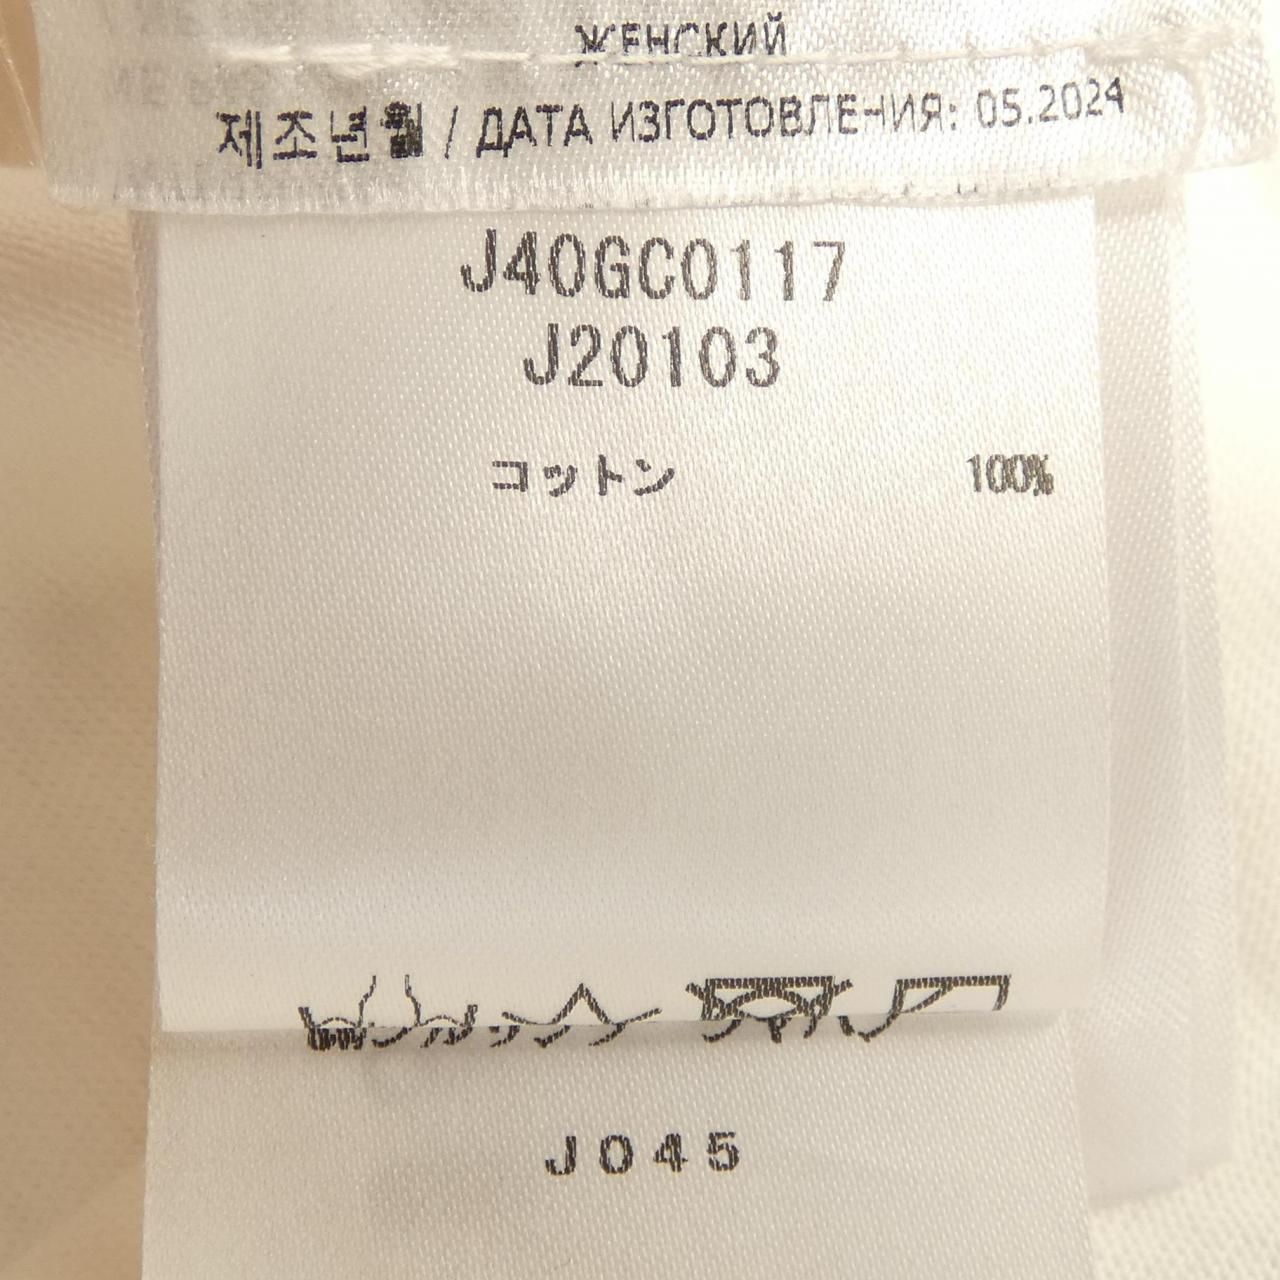 ЖЕНСКИЙ
제조년월 / ДАТА ИЗГОТОВЛЕНИЯ: 05.2024
J40GC0117
J20103
コットン 100%
J045